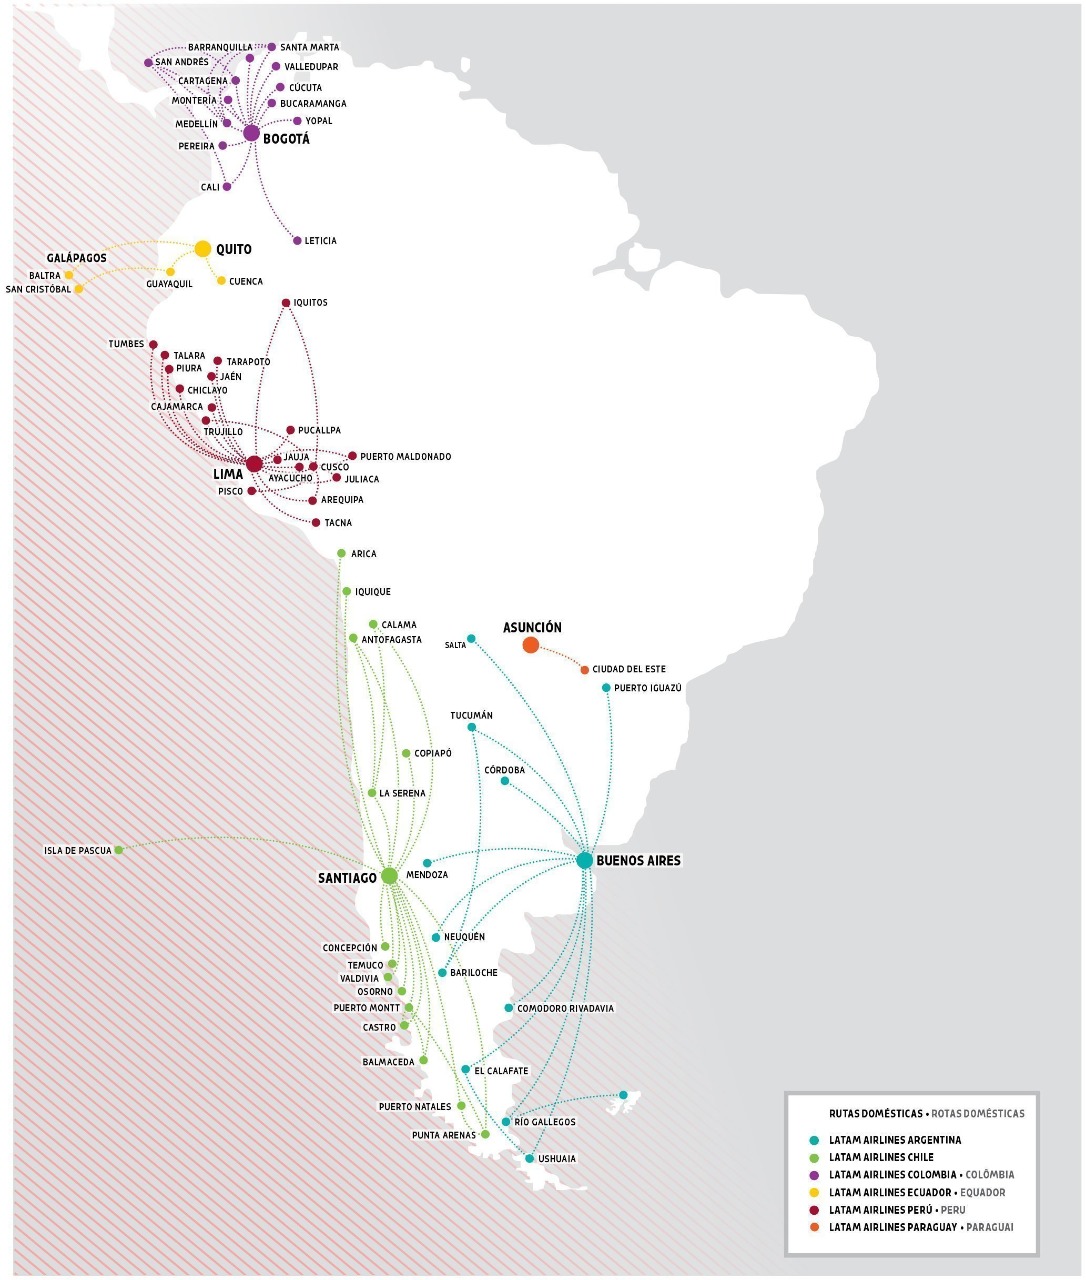 BARRANQUILLA
SANTA MARTA
SAN ANDRÉS
VALLEDUPAR
CARTAGENA
CÚCUTA
MONTERÍA
BUCARAMANGA
MEDELLÍN
YOPAL
BOGOTÁ
PEREIRA
CALI
LETICIA
QUITO
GALÁPAGOS
BALTRA
GUAYAQUIL
CUENCA
SAN CRISTÓBAL
IQUITOS
TUMBES
TALARA
TARAPOTO
PIURA
JAÉN
CHICLAYO
CAJAMARCA
TRUJILLO
PUCALLPA
JAUJA
PUERTO MALDONADO
CUSCO
LIMA
AYACUCHO
JULIACA
PISCO
AREQUIPA
TACNA
ARICA
IQUIQUE
CALAMA
ANTOFAGASTA
ASUNCIÓN
SALTA
CIUDAD DEL ESTE
PUERTO IGUAZÚ
TUCUMÁN
COPIAPÓ
CÓRDOBA
LA SERENA
ISLA DE PASCUA
BUENOS AIRES
SANTIAGO
MENDOZA
NEUQUÉN
CONCEPCIÓN
TEMUCO
BARILOCHE
VALDIVIA
OSORNO
PUERTO MONTT
COMODORO RIVADAVIA
CASTRO
BALMACEDA
EL CALAFATE
PUERTO NATALES
RÍO GALLEGOS
PUNTA ARENAS
USHUAIA
RUTAS DOMÉSTICAS • ROTAS DOMÉSTICAS
LATAM AIRLINES ARGENTINA
LATAM AIRLINES CHILE
LATAM AIRLINES COLOMBIA • COLÔMBIA
LATAM AIRLINES ECUADOR • EQUADOR
LATAM AIRLINES PERÚ • PERU
LATAM AIRLINES PARAGUAY • PARAGUAI